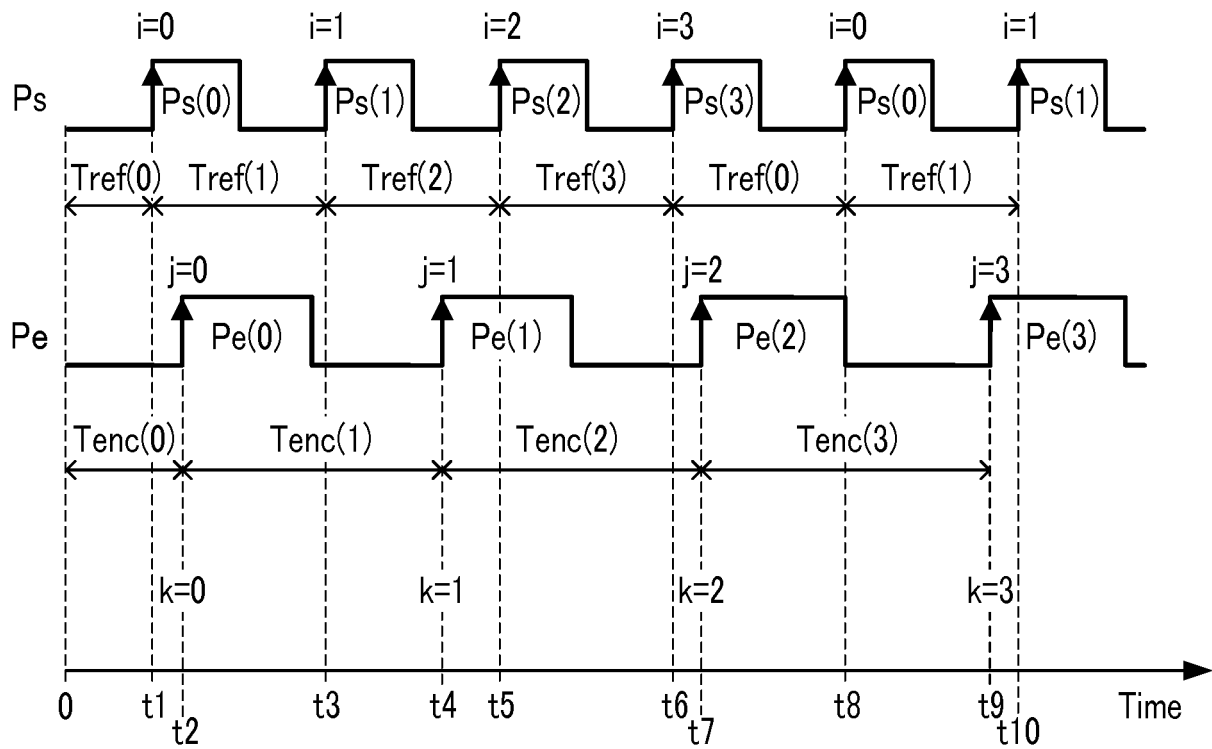 i=0 i=1 i=2 i=3 i=0 i=1
Ps Ps(0) Ps(1) Ps(2) Ps(3) Ps(0) Ps(1)
Tref(0) Tref(1) Tref(2) Tref(3) Tref(0) Tref(1)
j=0 j=1 j=2 j=3
Pe Pe(0) Pe(1) Pe(2) Pe(3)
Tenc(0) Tenc(1) Tenc(2) Tenc(3)
k=0 k=1 k=2 k=3
0 t1 t3 t4 t5 t6 t8 t9 Time
t2 t7 t10